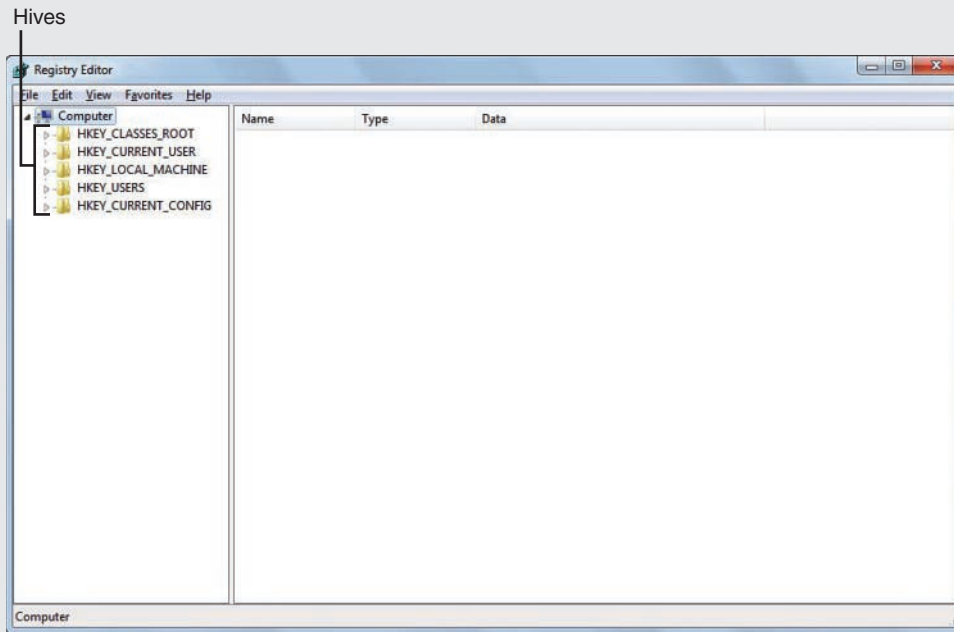 Hives
Registry Editor
File Edit View Favorites Help
Computer
Name Type Data
HKEY_CLASSES_ROOT
HKEY_CURRENT_USER
HKEY_LOCAL_MACHINE
HKEY_USERS
HKEY_CURRENT_CONFIG
Computer